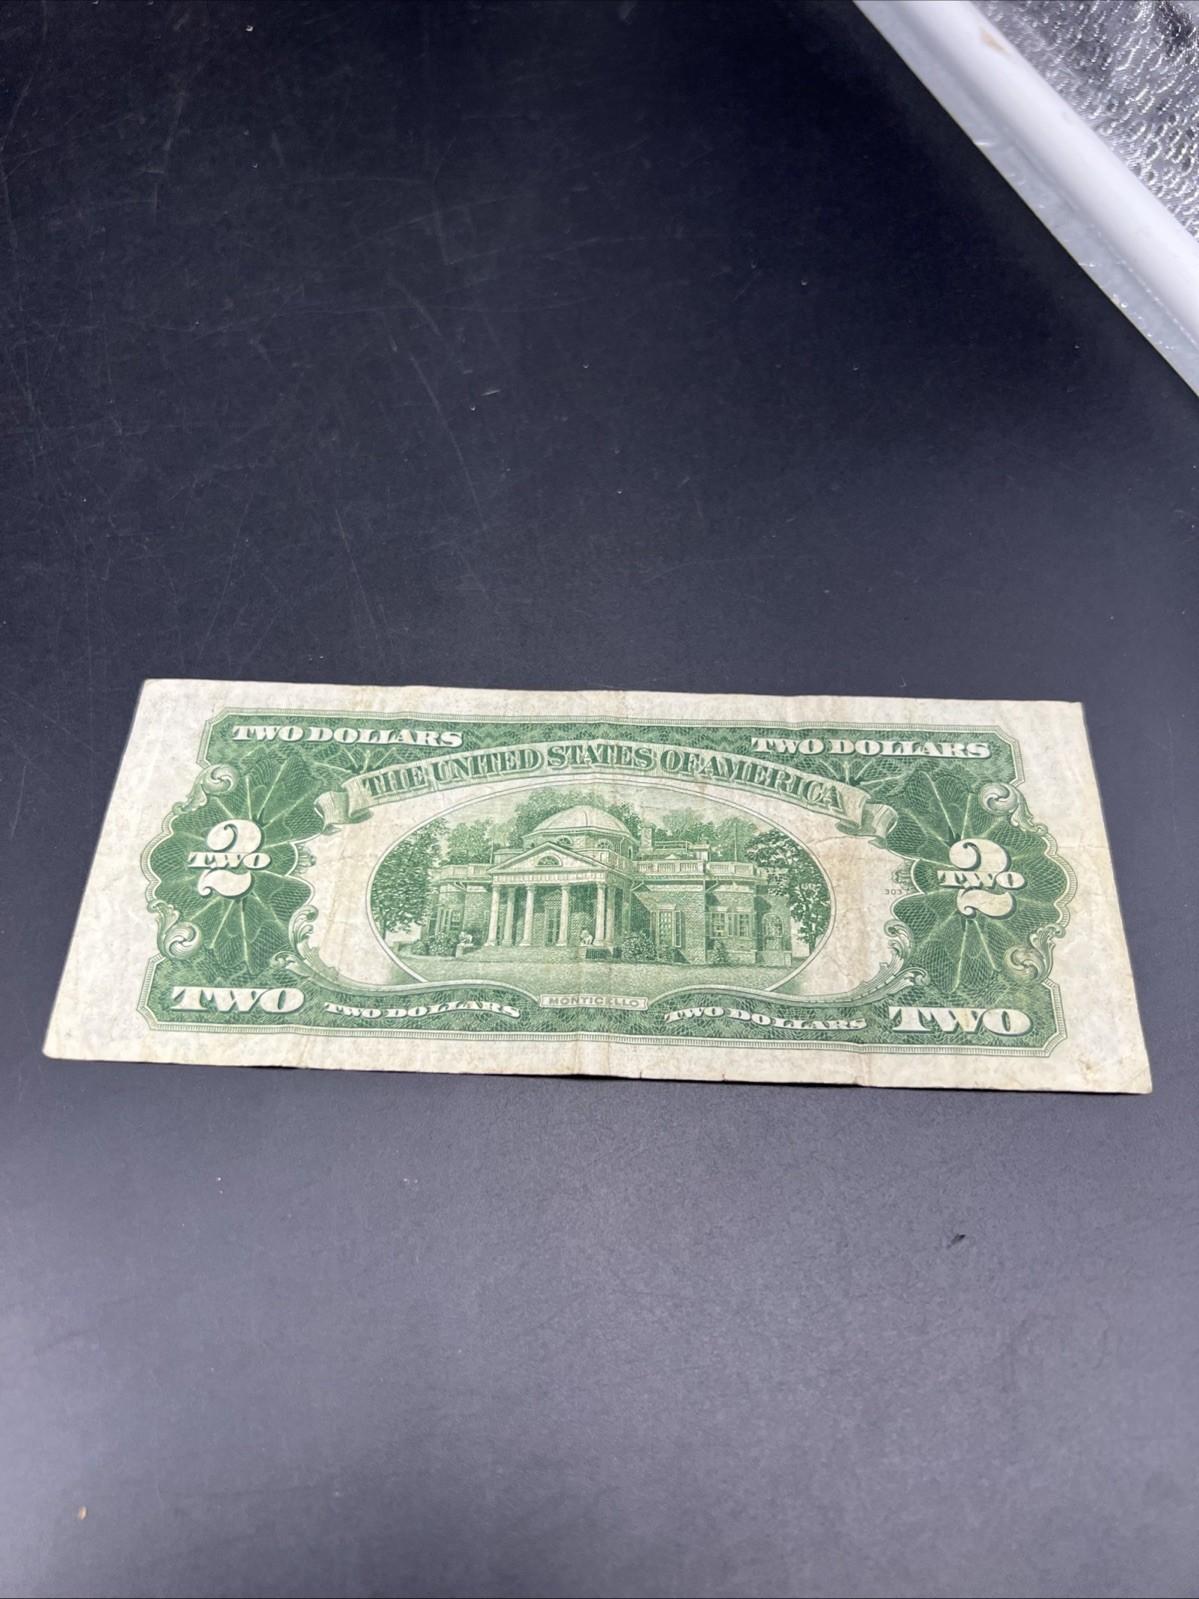 TWO DOLLARS TWO DOLLARS
THE UNITED STATES OF AMERICA
2 2
TWO TWO
MONTICELLO
TWO TWO DOLLARS TWO DOLLARS TWO